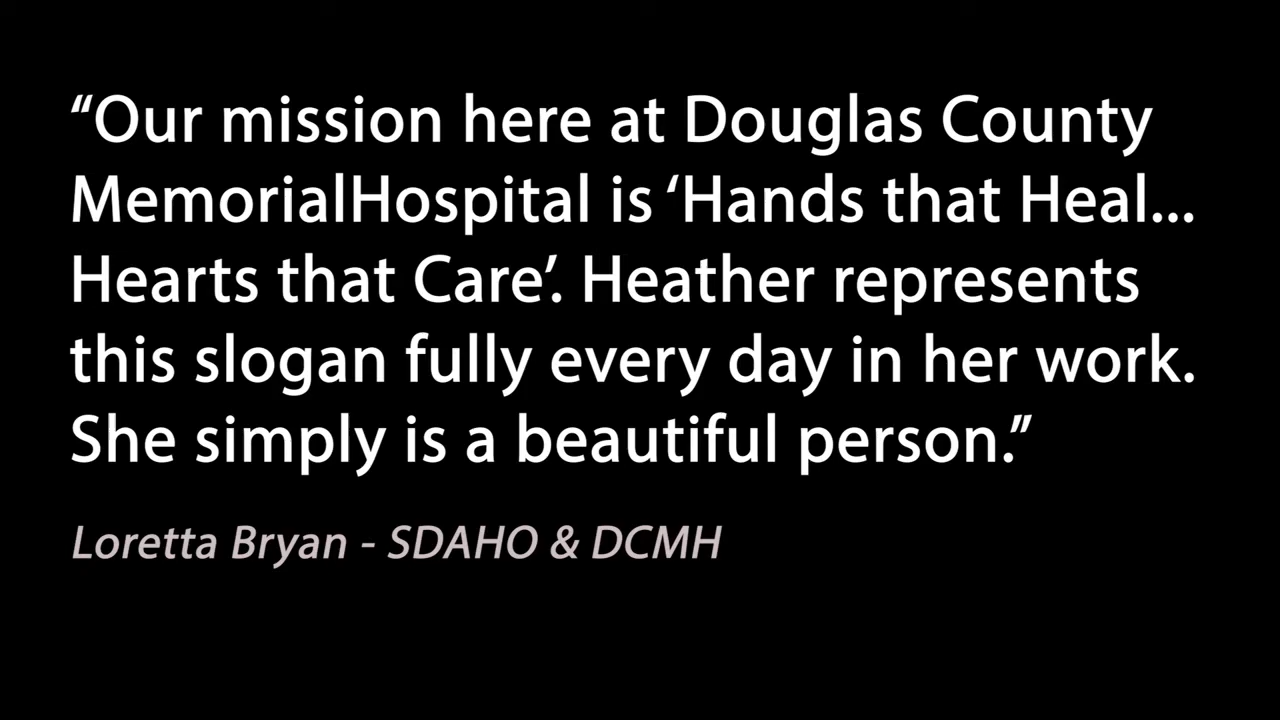 “Our mission here at Douglas County
MemorialHospital is ‘Hands that Heal...
Hearts that Care’. Heather represents
this slogan fully every day in her work.
She simply is a beautiful person.”
Loretta Bryan - SDAHO & DCMH